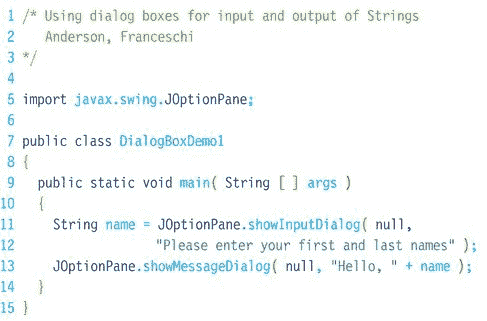 1 /* Using dialog boxes for input and output of Strings
2    Anderson, Franceschi
3 */
4
5 import javax.swing.JOptionPane;
6
7 public class DialogBoxDemo1
8 {
9   public static void main( String [ ] args )
10   {
11     String name = JOptionPane.showInputDialog( null,
12                   "Please enter your first and last names" );
13     JOptionPane.showMessageDialog( null, "Hello, " + name );
14   }
15 }